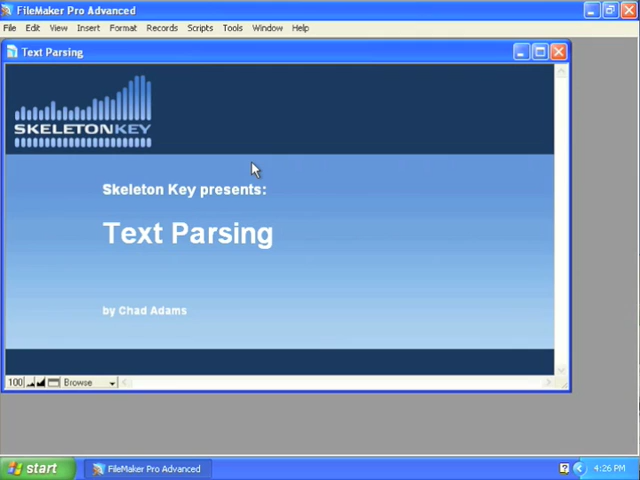 FileMaker Pro Advanced
File Edit View Insert Format Records Scripts Tools Window Help
Text Parsing
SKELETONKEY
Skeleton Key presents:
Text Parsing
by Chad Adams
100 Browse
start FileMaker Pro Advanced ? 4:26 PM